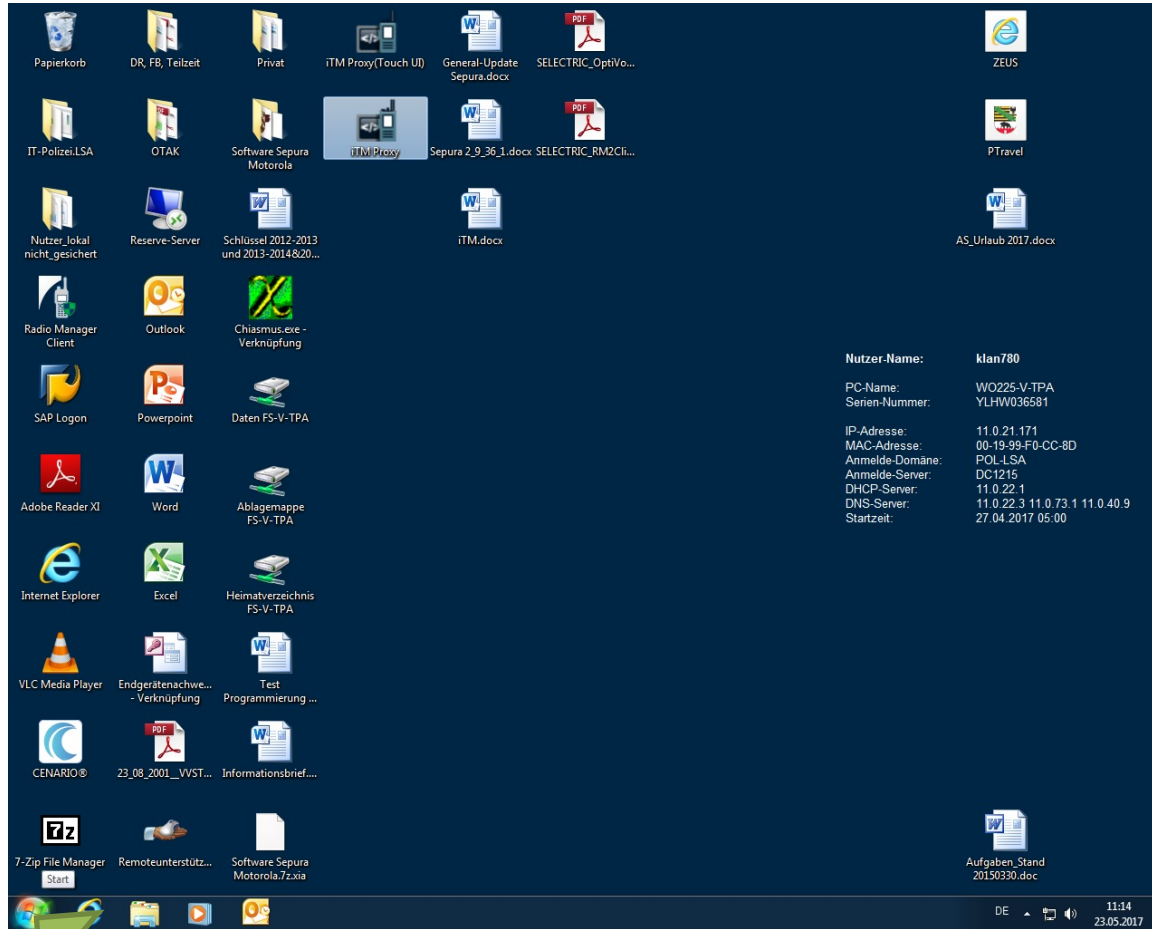 Papierkorb
DR, FB, Teilzeit
Privat
iTM Proxy(Touch UI)
General-Update
Sepura.docx
SELECTRIC_OptiVo...
ZEUS
IT-Polizei.LSA
OTAK
Software Sepura
Motorola
iTM Proxy
Sepura 2_9_36_1.docx
SELECTRIC_RM2Cli...
PTravel
Nutzer_lokal
nicht_gesichert
Reserve-Server
Schlüssel 2012-2013
und 2013-2014&20...
iTM.docx
AS_Urlaub 2017.docx
Radio Manager
Client
Outlook
Chiasmus.exe -
Verknüpfung
SAP Logon
Powerpoint
Daten FS-V-TPA
Adobe Reader XI
Word
Ablagemappe
FS-V-TPA
Internet Explorer
Excel
Heimatverzeichnis
FS-V-TPA
VLC Media Player
Endgerätenachwe...
- Verknüpfung
Test
Programmierung ...
CENARIO®
23_08_2001__VVST...
Informationsbrief....
7-Zip File Manager
Remoteunterstütz...
Software Sepura
Motorola.7z.xia
Nutzer-Name: klan780
PC-Name: WO225-V-TPA
Serien-Nummer: YLHW036581
IP-Adresse: 11.0.21.171
MAC-Adresse: 00-19-99-F0-CC-8D
Anmelde-Domäne: POL-LSA
Anmelde-Server: DC1215
DHCP-Server: 11.0.22.1
DNS-Server: 11.0.22.3 11.0.73.1 11.0.40.9
Startzeit: 27.04.2017 05:00
Aufgaben_Stand
20150330.doc
Start
DE
11:14
23.05.2017